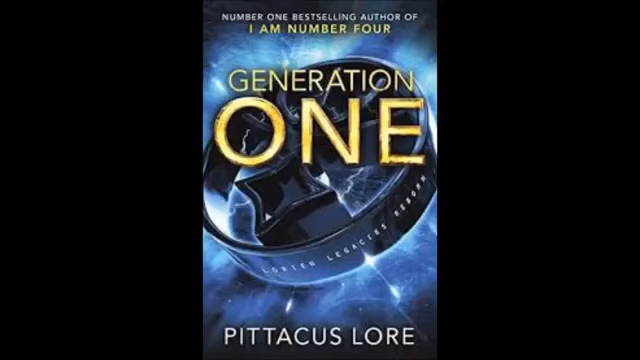 NUMBER ONE BESTSELLING AUTHOR OF
I AM NUMBER FOUR
GENERATION
ONE
LORIEN LEGACIES REBORN
PITTACUS LORE